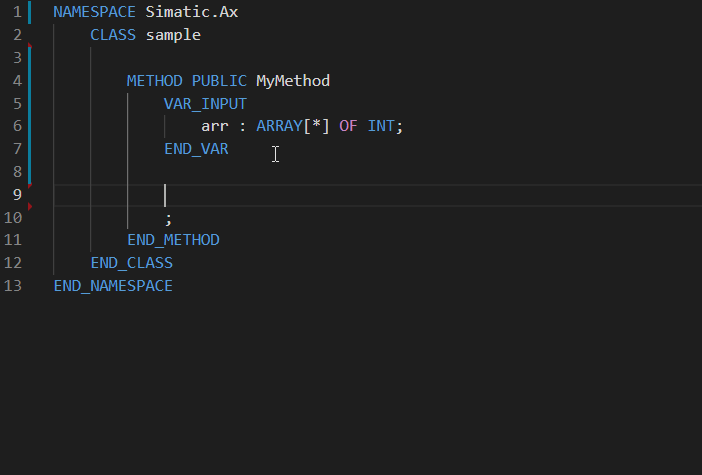 1 NAMESPACE Simatic.Ax
2 CLASS sample
3
4 METHOD PUBLIC MyMethod
5 VAR_INPUT
6 arr : ARRAY[*] OF INT;
7 END_VAR
8
9
10 ;
11 END_METHOD
12 END_CLASS
13 END_NAMESPACE